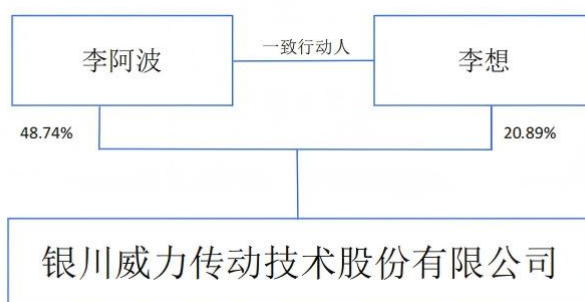 李阿波
一致行动人
李想
48.74%
20.89%
银川威力传动技术股份有限公司